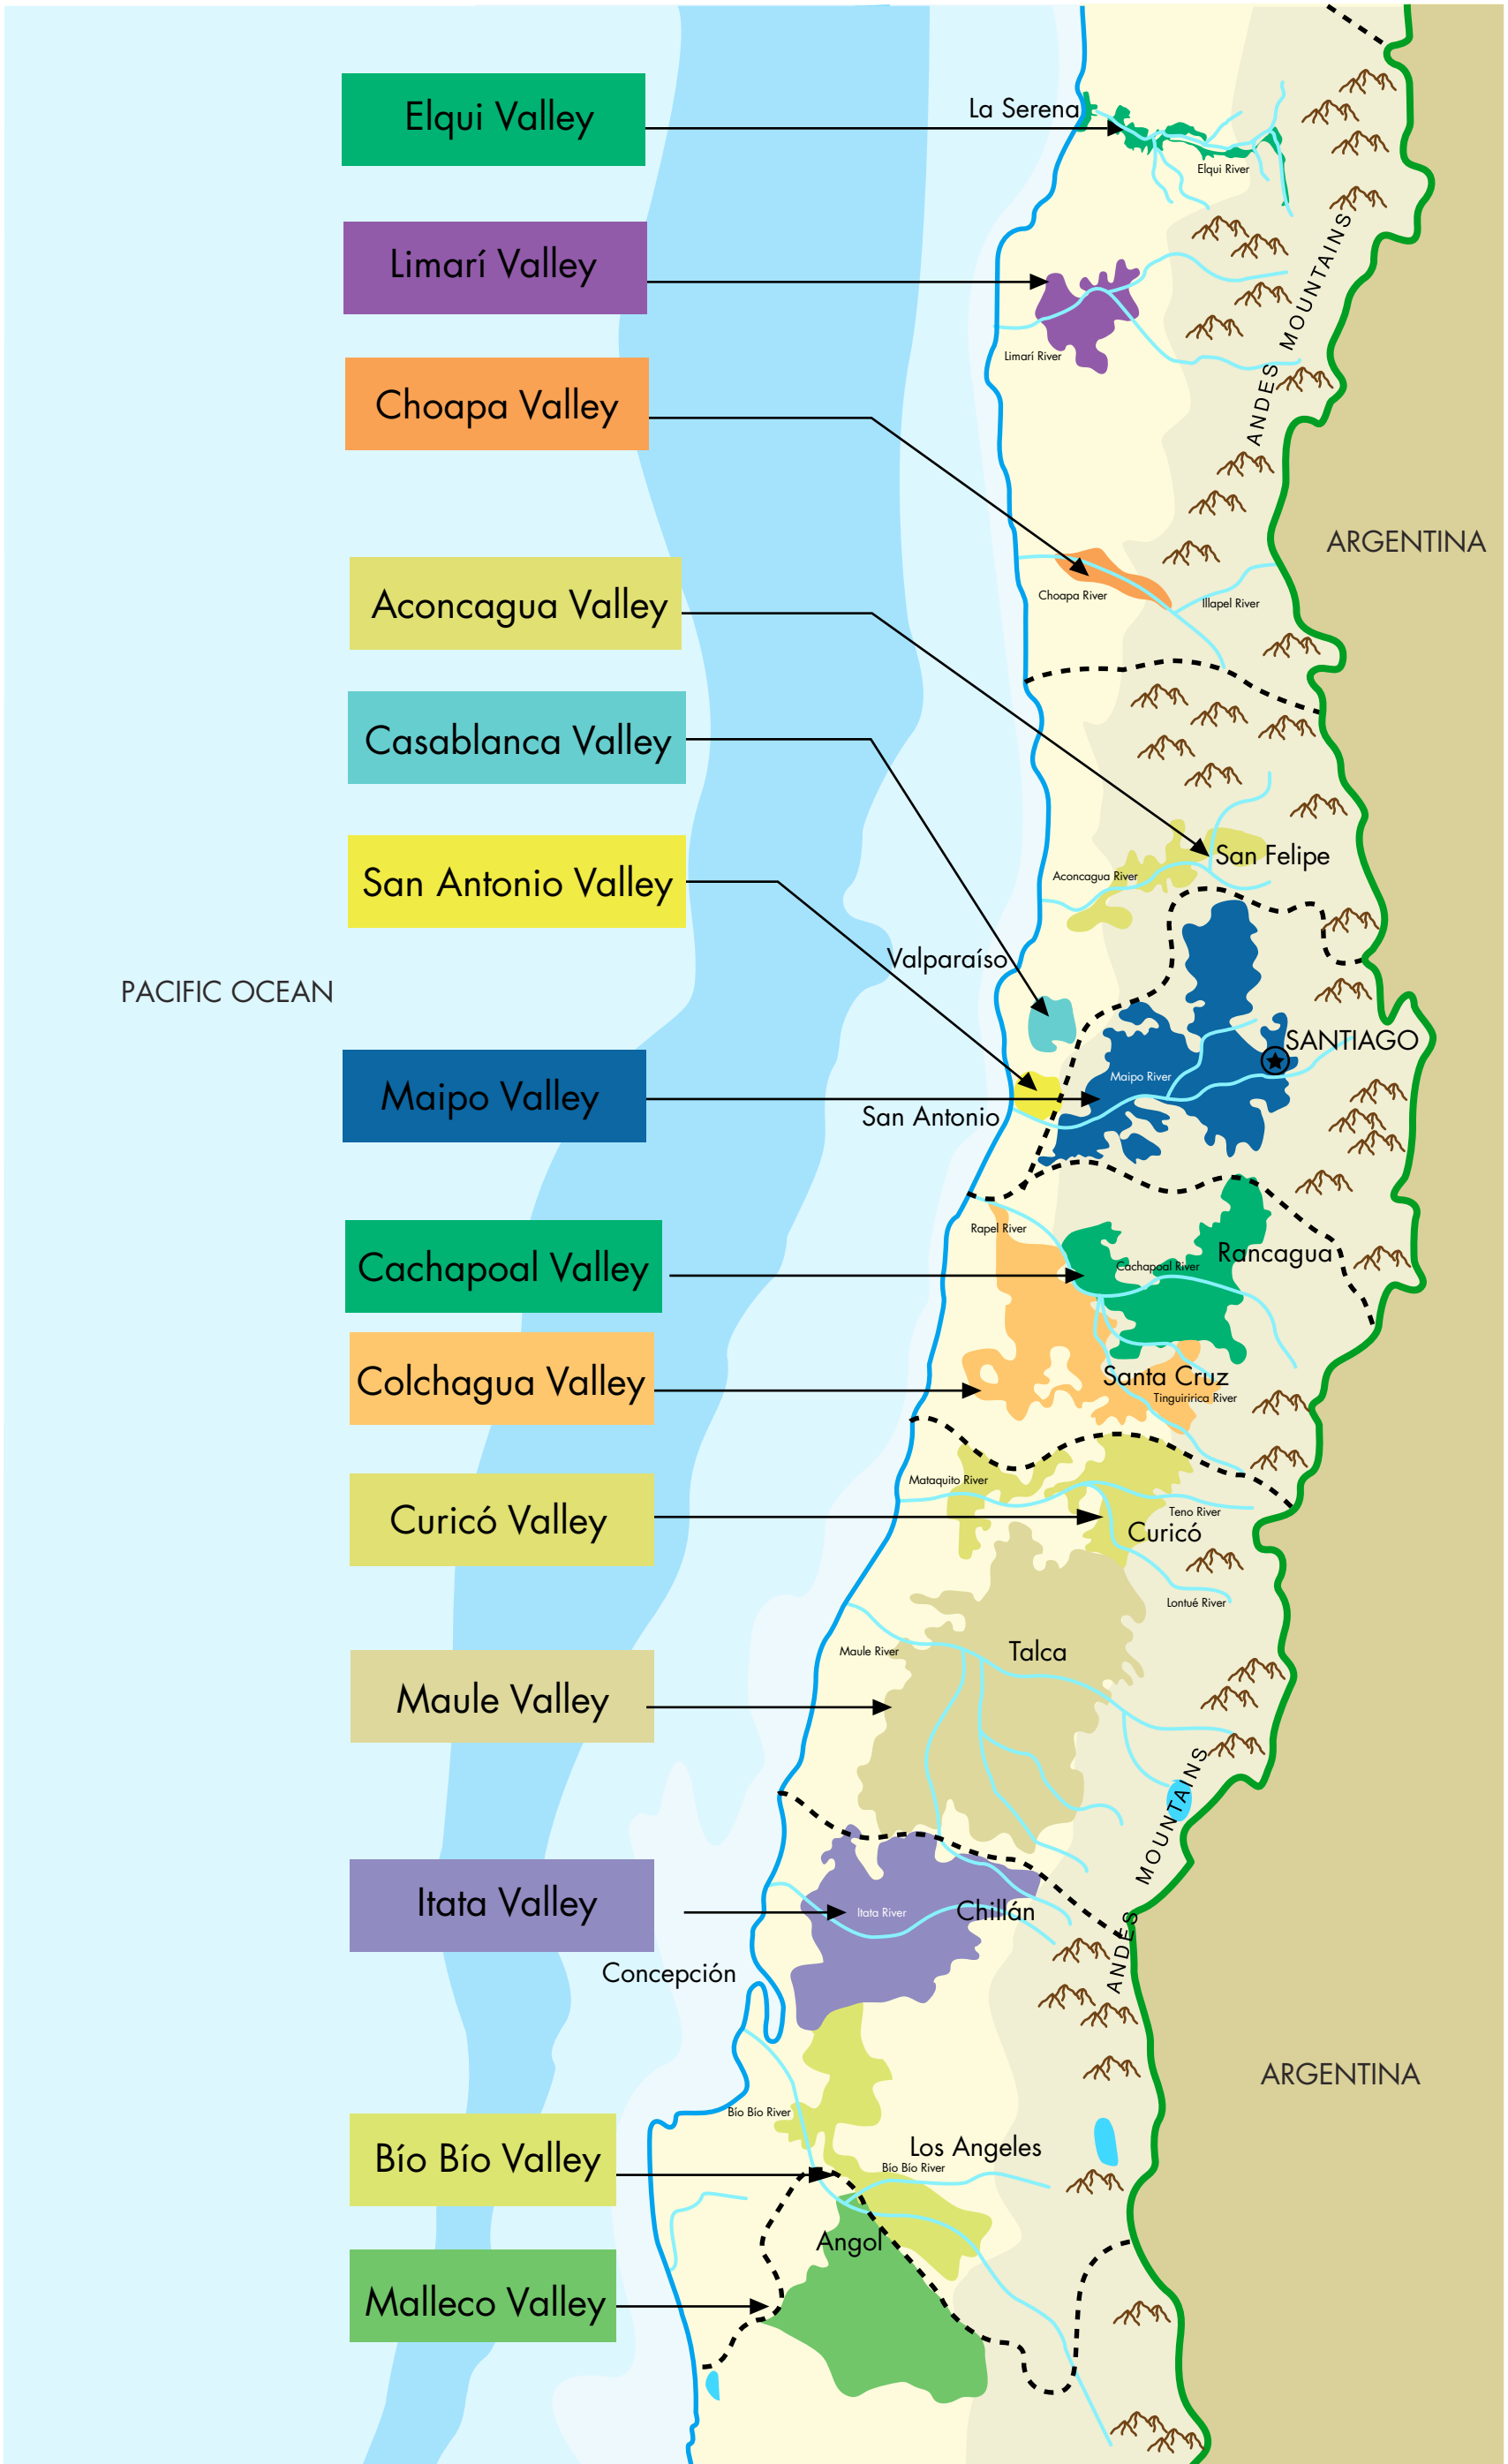 La Serena
Elqui Valley
Elqui River
ANDES MOUNTAINS
Limarí Valley
Limarí River
Choapa Valley
ARGENTINA
Choapa River
Illapel River
Aconcagua Valley
Casablanca Valley
San Felipe
Aconcagua River
San Antonio Valley
Valparaíso
PACIFIC OCEAN
SANTIAGO
Maipo River
Maipo Valley
San Antonio
Rapel River
Rancagua
Cachapoal River
Cachapoal Valley
Santa Cruz
Colchagua Valley
Tinguiririca River
Mataquito River
Teno River
Curicó Valley
Curicó
Lontué River
Maule River
Talca
Maule Valley
ANDES MOUNTAINS
Itata Valley
Itata River
Chillán
Concepción
ARGENTINA
Bío Bío River
Los Angeles
Bío Bío Valley
Bío Bío River
Angol
Malleco Valley